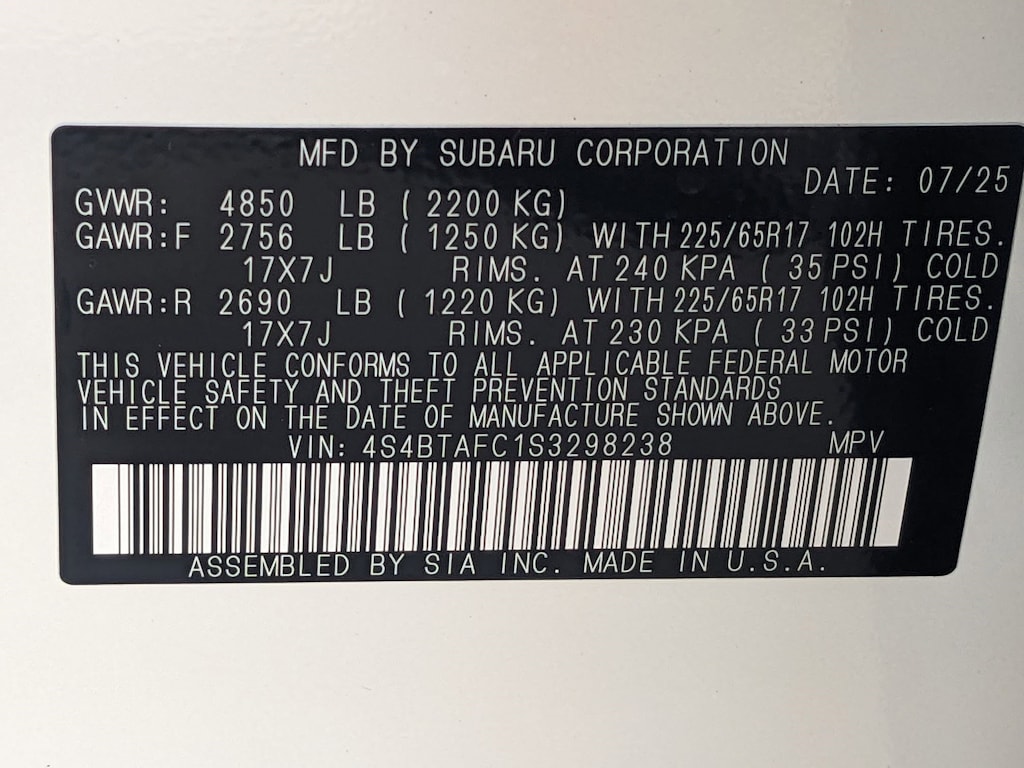 MFD BY SUBARU CORPORATION
DATE: 07/25
GVWR: 4850 LB ( 2200 KG)
GAWR:F 2756 LB ( 1250 KG) WITH 225/65R17 102H TIRES.
17X7J RIMS. AT 240 KPA ( 35 PSI) COLD
GAWR:R 2690 LB ( 1220 KG) WITH 225/65R17 102H TIRES.
17X7J RIMS. AT 230 KPA ( 33 PSI) COLD
THIS VEHICLE CONFORMS TO ALL APPLICABLE FEDERAL MOTOR
VEHICLE SAFETY AND THEFT PREVENTION STANDARDS
IN EFFECT ON THE DATE OF MANUFACTURE SHOWN ABOVE.
VIN: 4S4BTAFC1S3298238 MPV
ASSEMBLED BY SIA INC. MADE IN U.S.A.